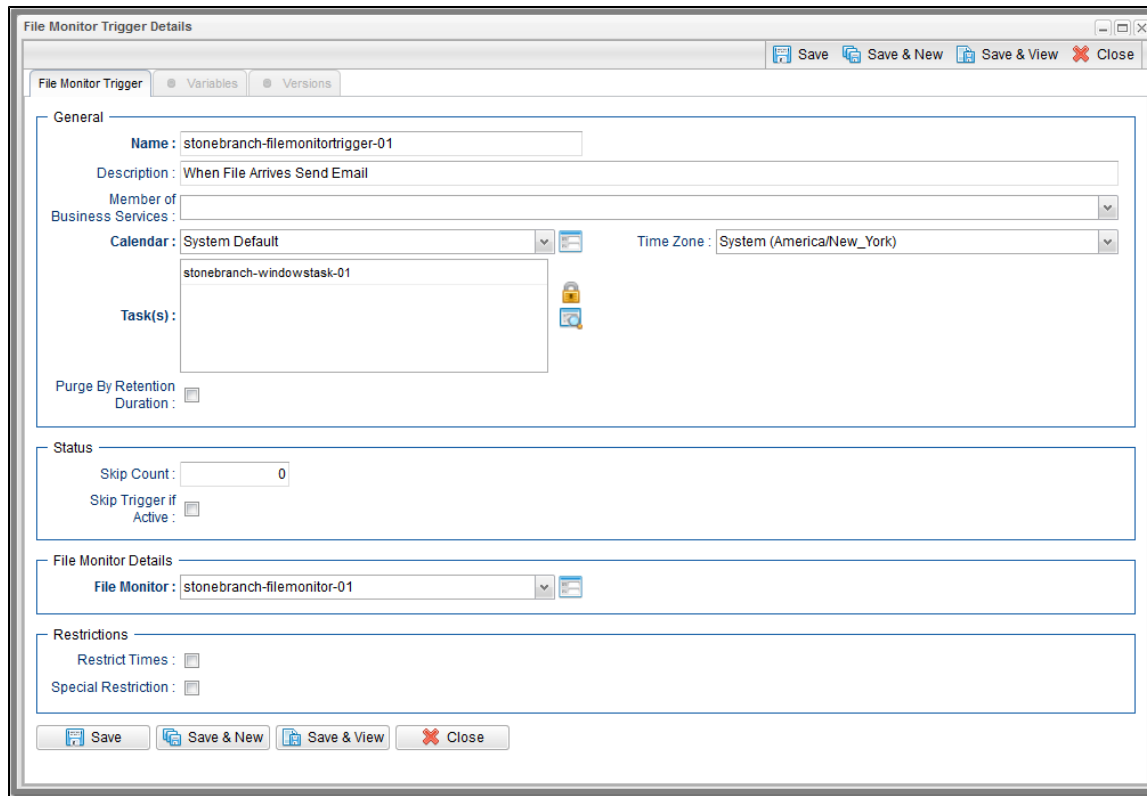 File Monitor Trigger Details
Save Save & New Save & View Close
File Monitor Trigger Variables Versions
General
Name : stonebranch-filemonitortrigger-01
Description : When File Arrives Send Email
Member of
Business Services :
Calendar : System Default Time Zone : System (America/New_York)
stonebranch-windowstask-01
Task(s) :
Purge By Retention
Duration :
Status
Skip Count : 0
Skip Trigger if
Active :
File Monitor Details
File Monitor : stonebranch-filemonitor-01
Restrictions
Restrict Times :
Special Restriction :
Save Save & New Save & View Close